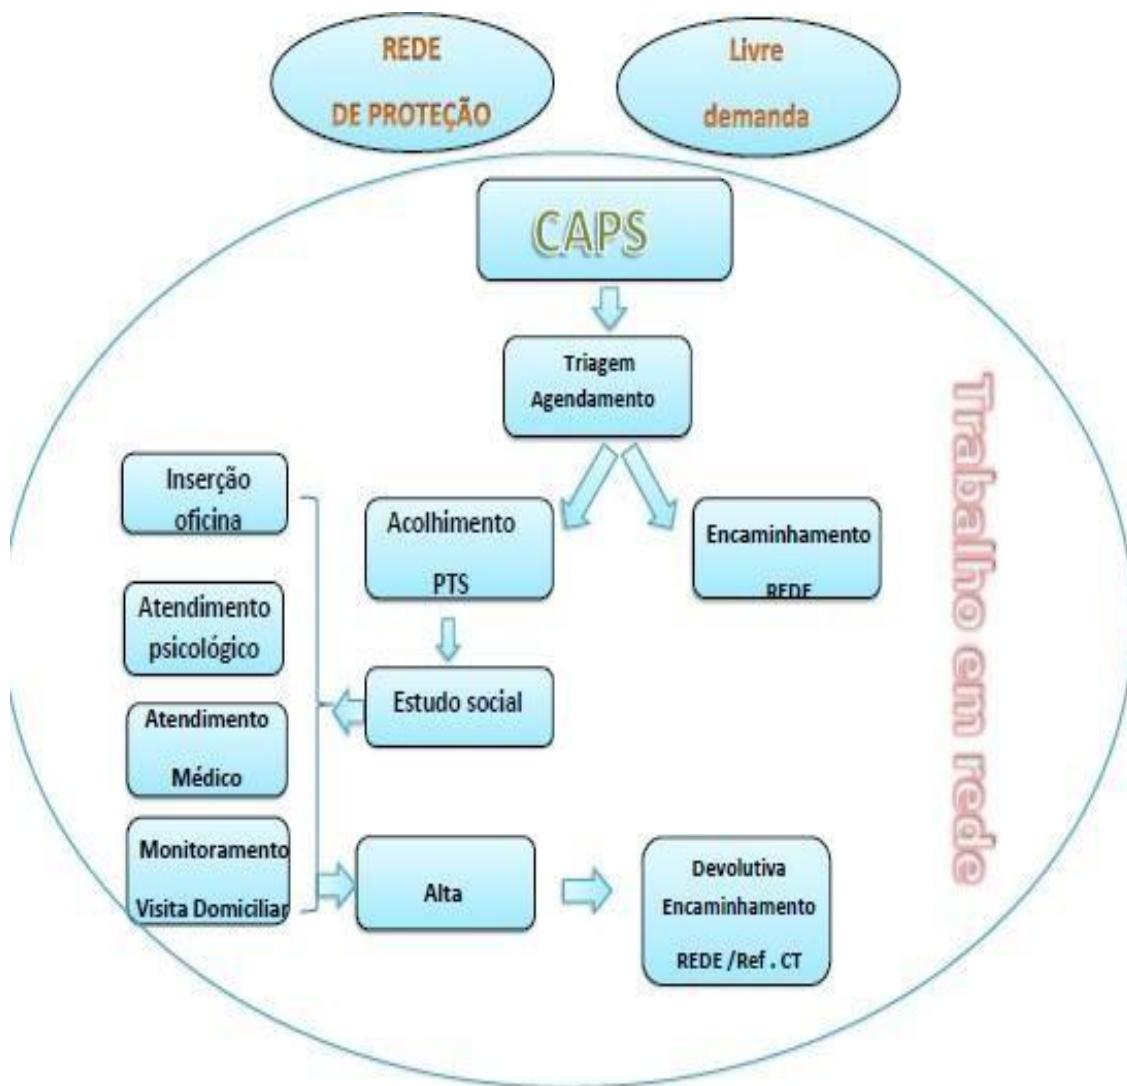 REDE
DE PROTEÇÃO
Livre
demanda
CAPS
Triagem
Agendamento
Inserção
oficina
Acolhimento
PTS
Encaminhamento
REDE
Atendimento
psicológico
Estudo social
Atendimento
Médico
Monitoramento
Visita Domiciliar
Alta
Devolutiva
Encaminhamento
REDE /Ref . CT
Trabalho em rede